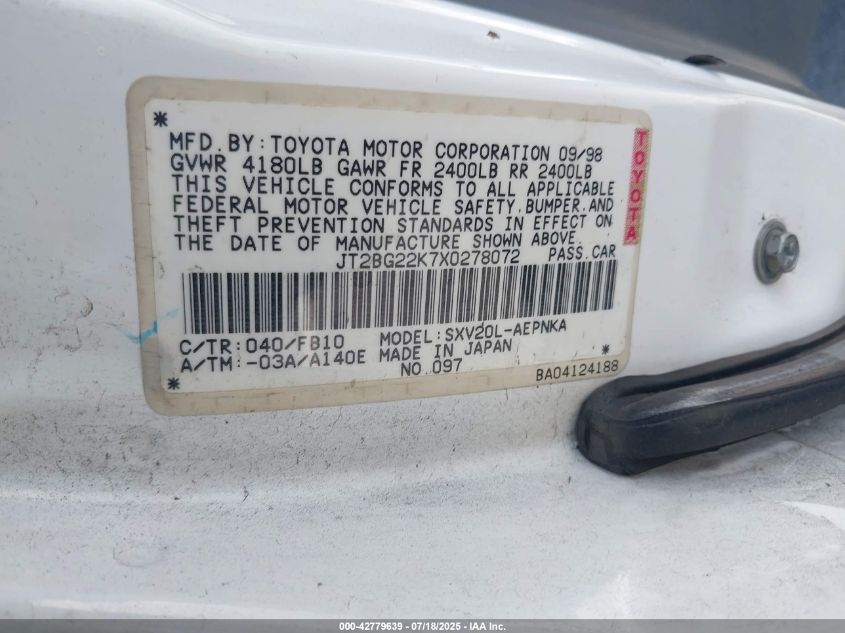 MFD. BY: TOYOTA MOTOR CORPORATION 09/98
GVWR 4180LB GAWR FR 2400LB RR 2400LB
THIS VEHICLE CONFORMS TO ALL APPLICABLE
FEDERAL MOTOR VEHICLE SAFETY, BUMPER, AND
THEFT PREVENTION STANDARDS IN EFFECT ON
THE DATE OF MANUFACTURE SHOWN ABOVE.
JT2BG22K7X0278072 PASS. CAR
C/TR: 040/FB10 MODEL: SXV20L-AEPNKA
A/TM: -03A/A140E MADE IN JAPAN
NO. 097 BA04124188
TOYOTA
000-42779639 - 07/18/2025 - IAA Inc.